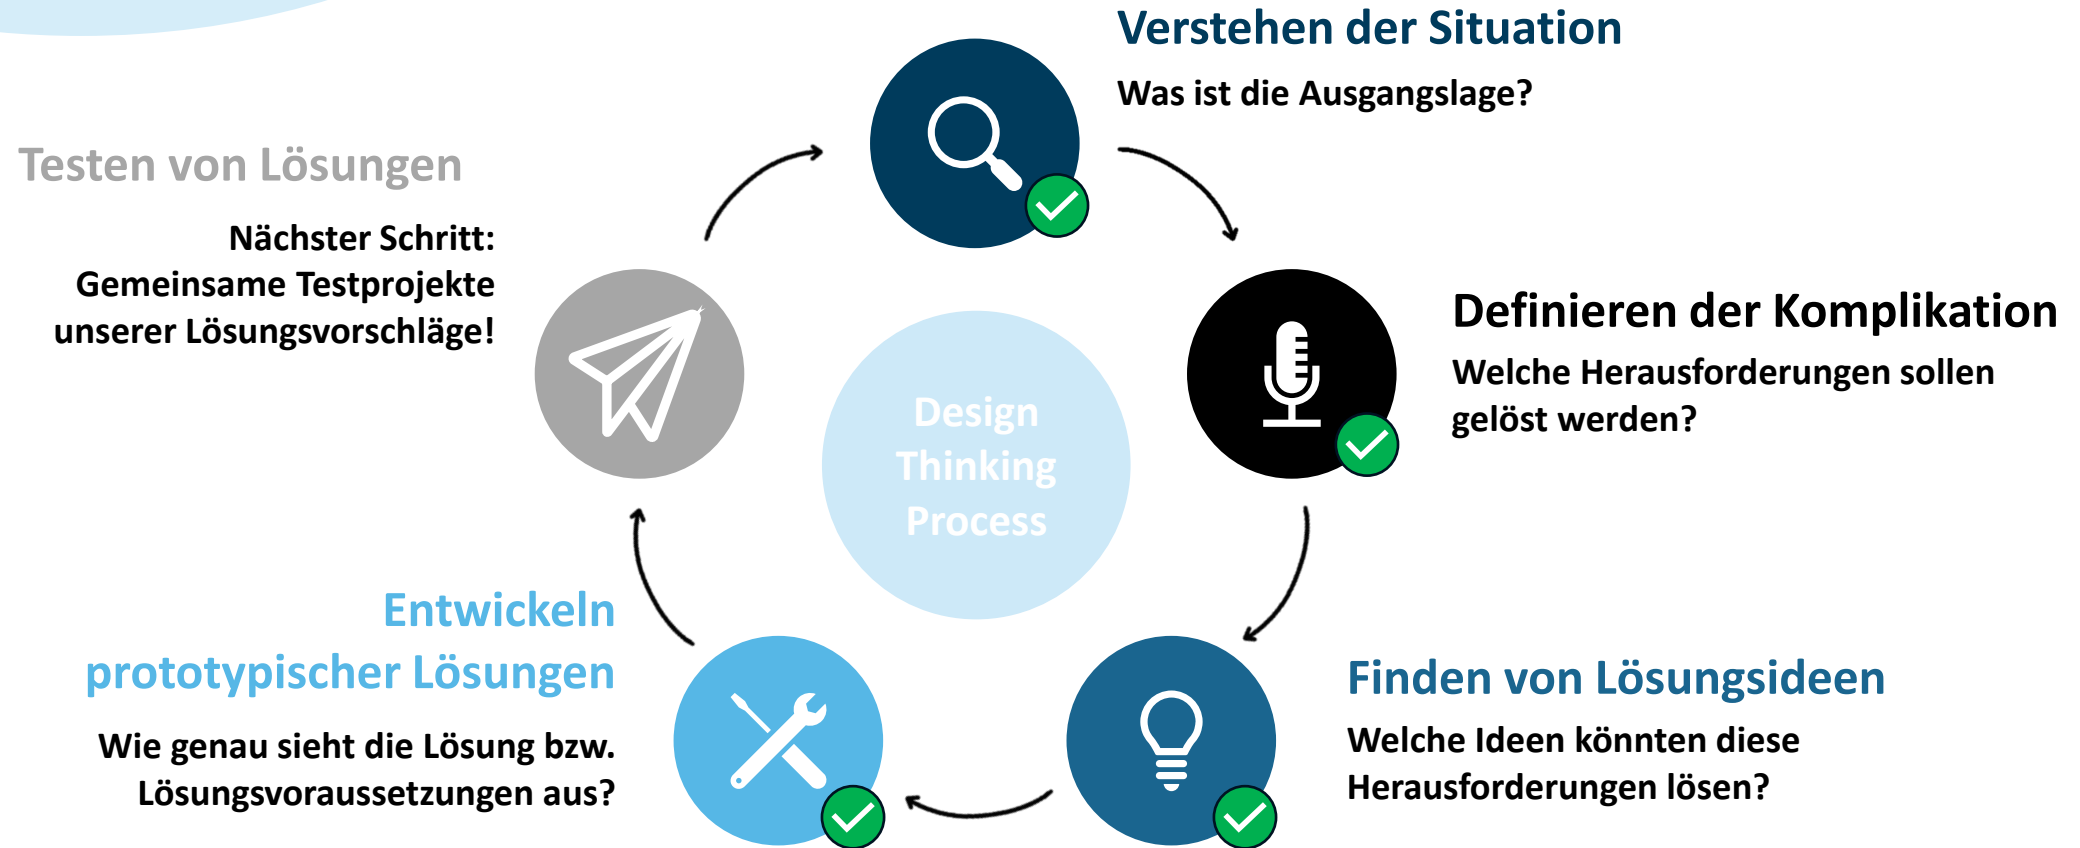 Verstehen der Situation
Was ist die Ausgangslage?
Definieren der Komplikation
Welche Herausforderungen sollen
gelöst werden?
Finden von Lösungsideen
Welche Ideen könnten diese
Herausforderungen lösen?
Entwickeln
prototypischer Lösungen
Wie genau sieht die Lösung bzw.
Lösungsvoraussetzungen aus?
Testen von Lösungen
Nächster Schritt:
Gemeinsame Testprojekte
unserer Lösungsvorschläge!
Design
Thinking
Process